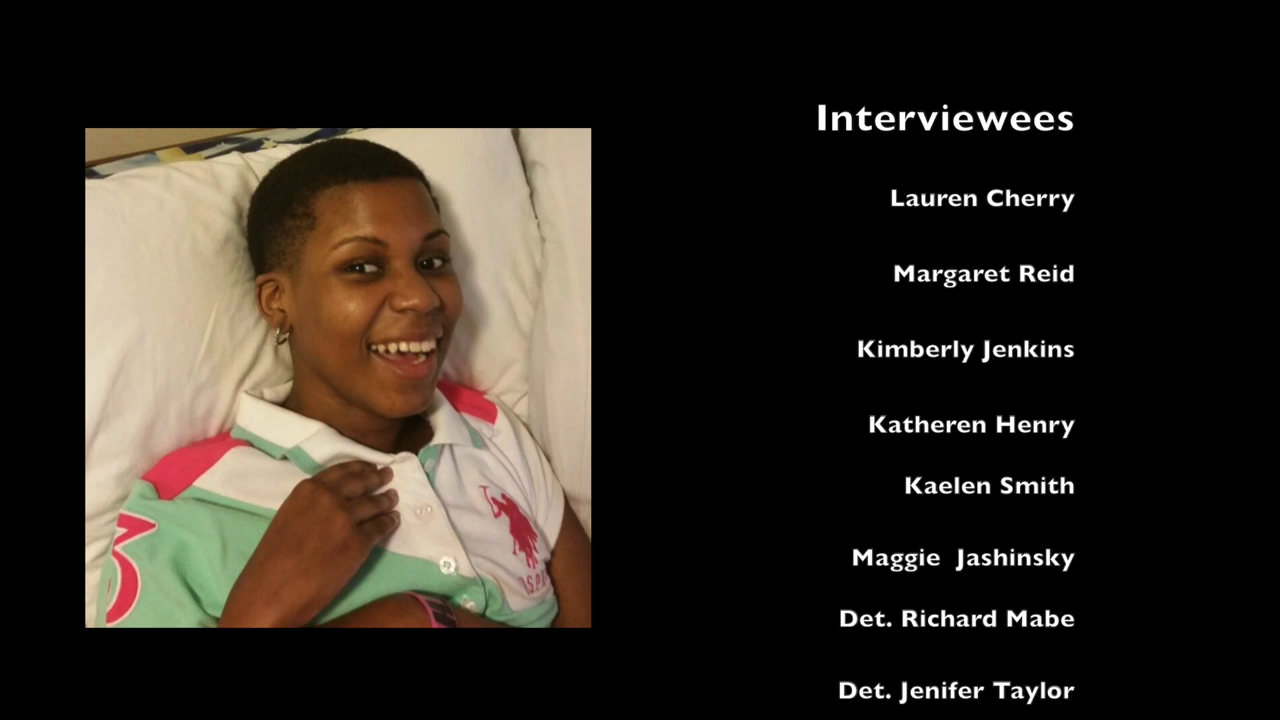 Interviewees
Lauren Cherry
Margaret Reid
Kimberly Jenkins
Katheren Henry
Kaelen Smith
Maggie  Jashinsky
Det. Richard Mabe
Det. Jenifer Taylor
3